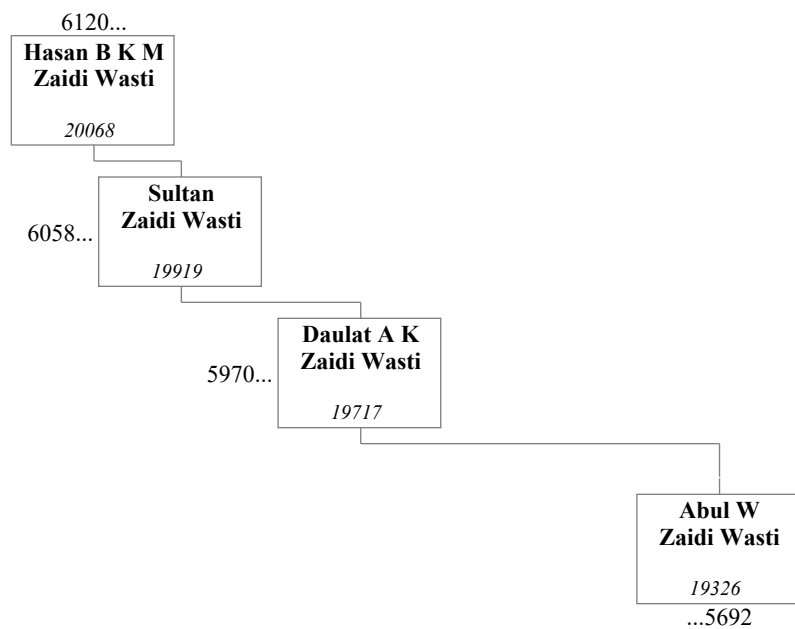 6120...
Hasan B K M
Zaidi Wasti
20068
Sultan
Zaidi Wasti
6058...
19919
Daulat A K
Zaidi Wasti
5970...
19717
Abul W
Zaidi Wasti
19326
...5692